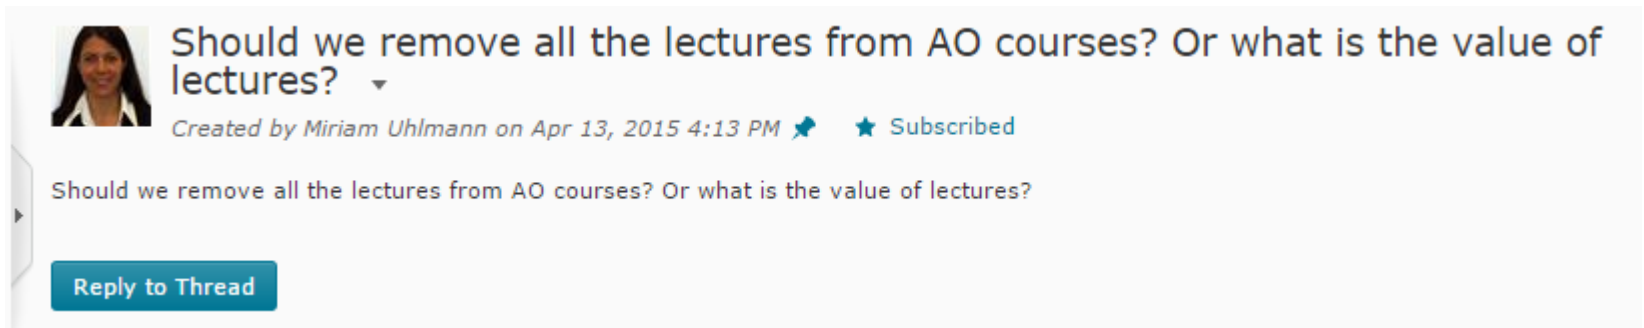 Should we remove all the lectures from AO courses? Or what is the value of
lectures?
Created by Miriam Uhlmann on Apr 13, 2015 4:13 PM Subscribed
Should we remove all the lectures from AO courses? Or what is the value of lectures?
Reply to Thread